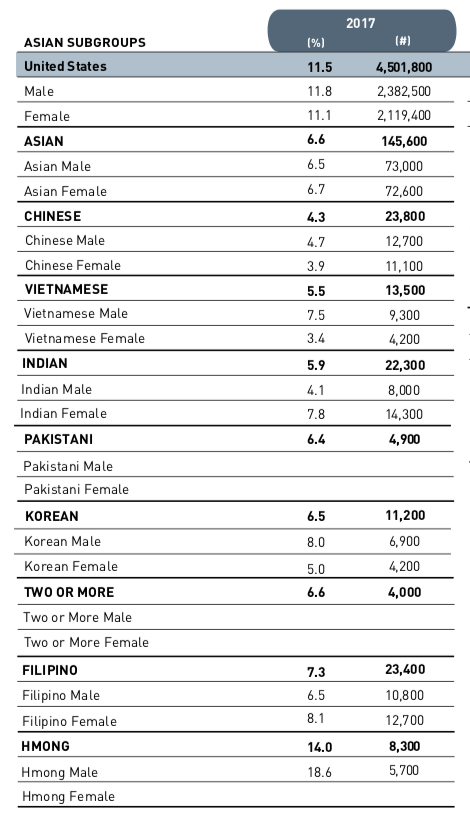 2017
ASIAN SUBGROUPS (%) (#)
United States 11.5 4,501,800
Male 11.8 2,382,500
Female 11.1 2,119,400
ASIAN 6.6 145,600
Asian Male 6.5 73,000
Asian Female 6.7 72,600
CHINESE 4.3 23,800
Chinese Male 4.7 12,700
Chinese Female 3.9 11,100
VIETNAMESE 5.5 13,500
Vietnamese Male 7.5 9,300
Vietnamese Female 3.4 4,200
INDIAN 5.9 22,300
Indian Male 4.1 8,000
Indian Female 7.8 14,300
PAKISTANI 6.4 4,900
Pakistani Male
Pakistani Female
KOREAN 6.5 11,200
Korean Male 8.0 6,900
Korean Female 5.0 4,200
TWO OR MORE 6.6 4,000
Two or More Male
Two or More Female
FILIPINO 7.3 23,400
Filipino Male 6.5 10,800
Filipino Female 8.1 12,700
HMONG 14.0 8,300
Hmong Male 18.6 5,700
Hmong Female